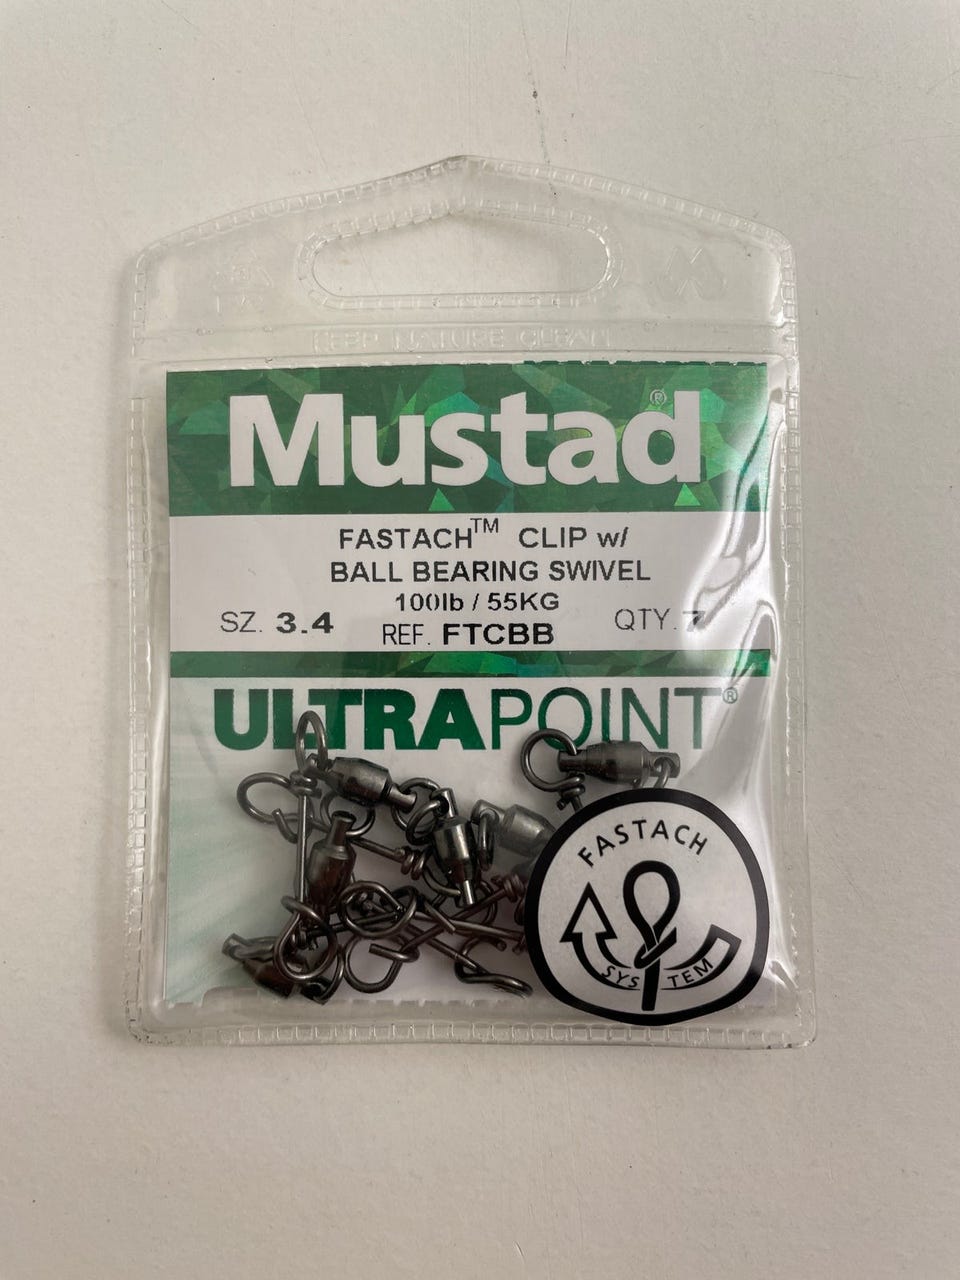 KEEP NATURE CLEAN
Mustad®
FASTACH™ CLIP w/
BALL BEARING SWIVEL
100lb / 55KG
SZ. 3.4 REF. FTCBB QTY. 7
ULTRAPOINT®
FASTACH
SYSTEM